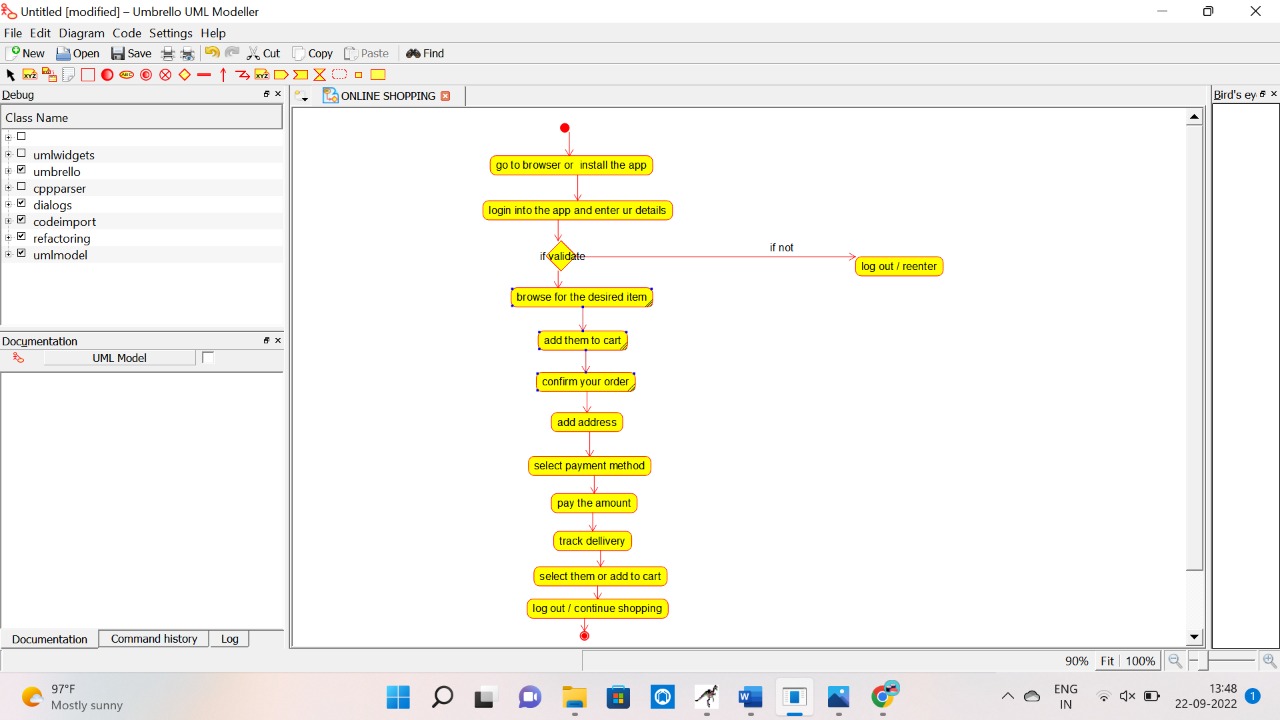 Untitled [modified] – Umbrello UML Modeller
File Edit Diagram Code Settings Help
New Open Save Cut Copy Paste Find
Debug
ONLINE SHOPPING
Bird's ey
Class Name
umlwidgets
umbrello
cppparser
dialogs
codeimport
refactoring
umlmodel
Documentation
UML Model
go to browser or install the app
login into the app and enter ur details
if validate
if not
log out / reenter
browse for the desired item
add them to cart
confirm your order
add address
select payment method
pay the amount
track dellivery
select them or add to cart
log out / continue shopping
Documentation Command history Log
90% Fit 100%
97°F
Mostly sunny
ENG
IN
13:48
22-09-2022
1